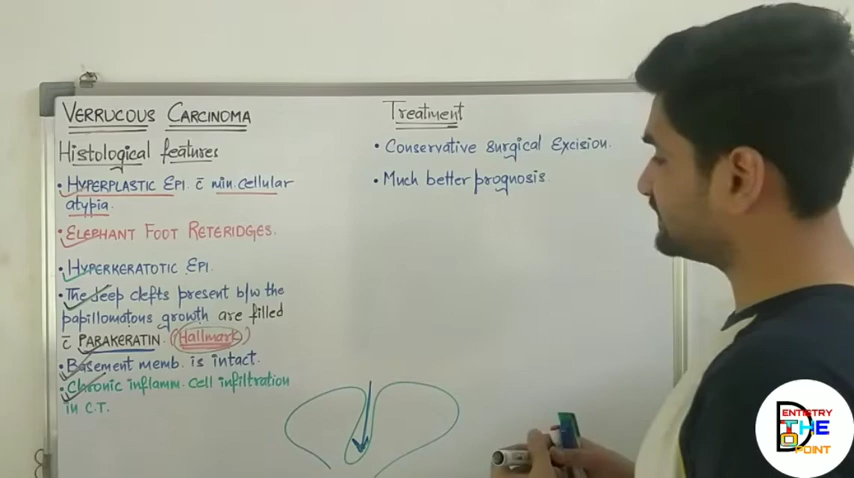 VERRUCOUS CARCINOMA
Histological features
• HYPERPLASTIC EPI. c̄ min. cellular
atypia.
• ELEPHANT FOOT RETERIDGES.
• HYPERKERATOTIC EPI.
• The deep clefts present b/w the
papillomatous growth are filled
c̄ PARAKERATIN. (Hallmark)
• Basement memb. is intact.
• Chronic inflamm. cell infiltration
in C.T.
Treatment
• Conservative surgical Excision.
• Much better prognosis
DENTISTRY
TO THE
POINT